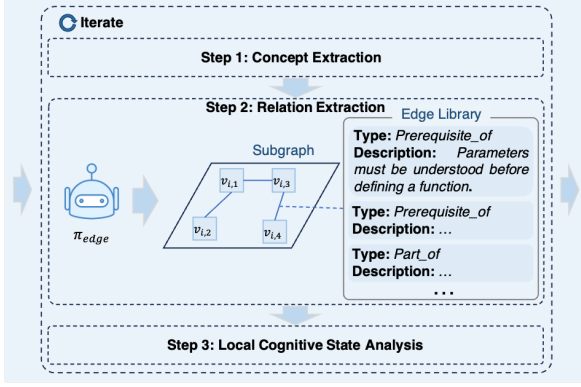 Iterate
Step 1: Concept Extraction
Step 2: Relation Extraction
Edge Library
Type: Prerequisite_of
Description: Parameters
must be understood before
defining a function.
Type: Prerequisite_of
Description: ...
Type: Part_of
Description: ...
...
Subgraph
v_{i,1}
v_{i,3}
v_{i,2}
v_{i,4}
π_{edge}
Step 3: Local Cognitive State Analysis